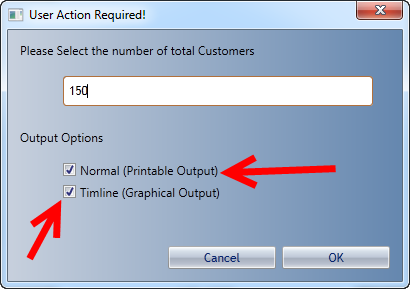 User Action Required!
Please Select the number of total Customers
150
Output Options
Normal (Printable Output)
Timline (Graphical Output)
Cancel OK